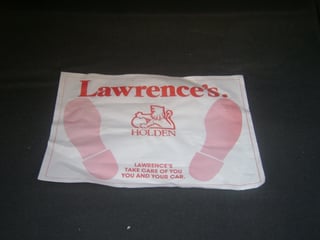 Lawrence's.
HOLDEN
LAWRENCE'S
TAKE CARE OF YOU
YOU AND YOUR CAR.